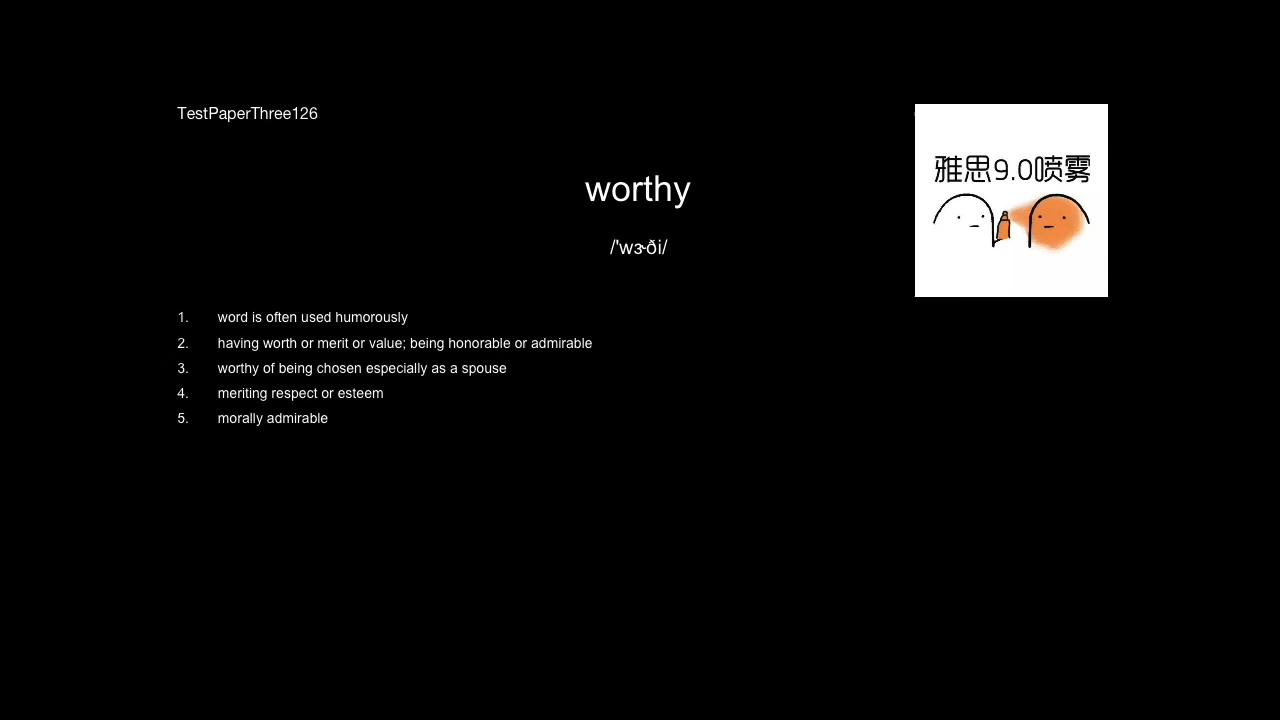 TestPaperThree126
雅思9.0喷雾
worthy
/'wɝði/
1. word is often used humorously
2. having worth or merit or value; being honorable or admirable
3. worthy of being chosen especially as a spouse
4. meriting respect or esteem
5. morally admirable